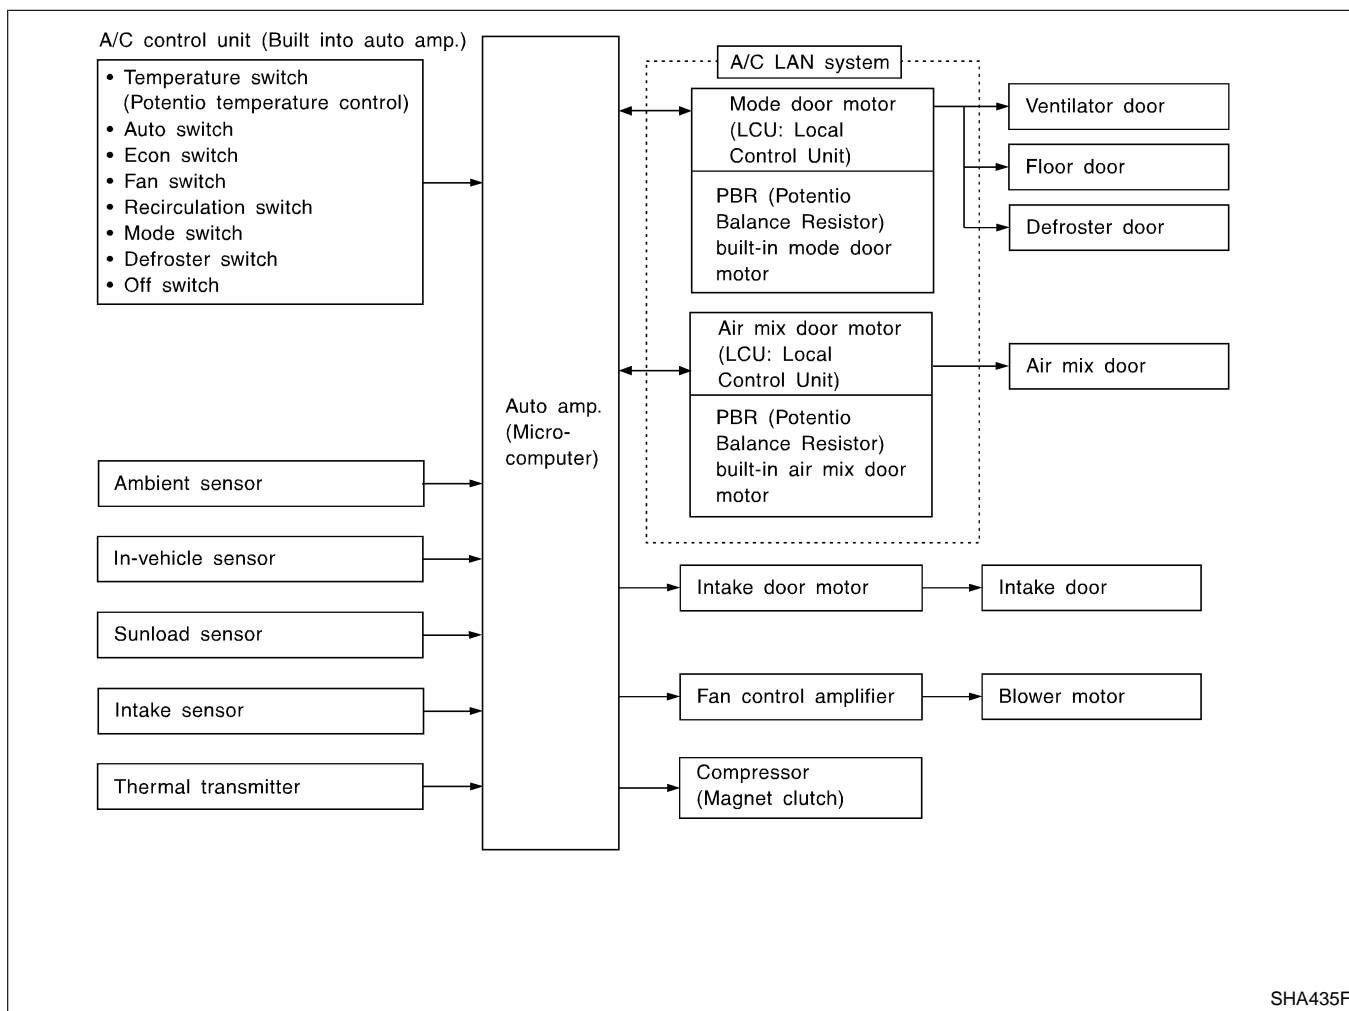 A/C control unit (Built into auto amp.)
• Temperature switch
(Potentio temperature control)
• Auto switch
• Econ switch
• Fan switch
• Recirculation switch
• Mode switch
• Defroster switch
• Off switch
Ambient sensor
In-vehicle sensor
Sunload sensor
Intake sensor
Thermal transmitter
Auto amp.
(Micro-
computer)
A/C LAN system
Mode door motor
(LCU: Local
Control Unit)
PBR (Potentio
Balance Resistor)
built-in mode door
motor
Air mix door motor
(LCU: Local
Control Unit)
PBR (Potentio
Balance Resistor)
built-in air mix door
motor
Ventilator door
Floor door
Defroster door
Air mix door
Intake door motor
Intake door
Fan control amplifier
Blower motor
Compressor
(Magnet clutch)
SHA435F